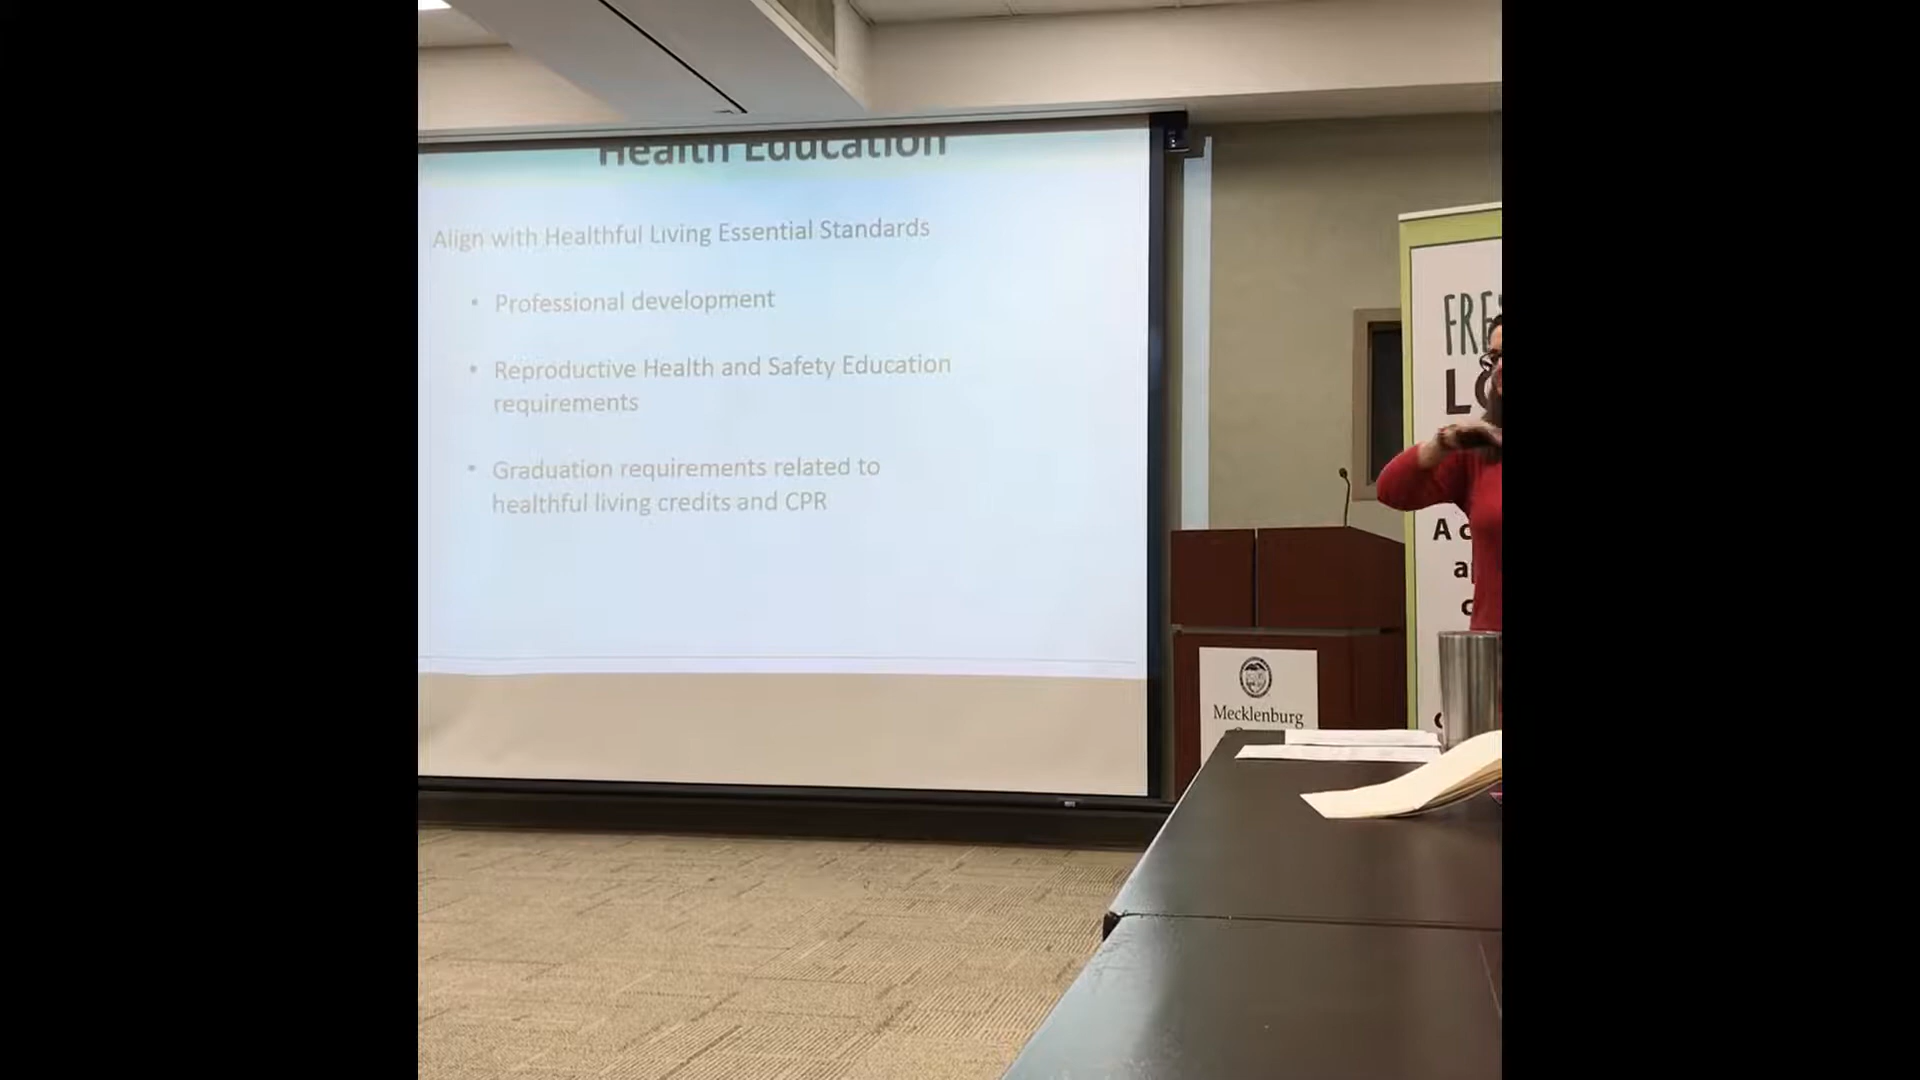 Health Education
Align with Healthful Living Essential Standards
• Professional development
• Reproductive Health and Safety Education
requirements
• Graduation requirements related to
healthful living credits and CPR
Mecklenburg
A